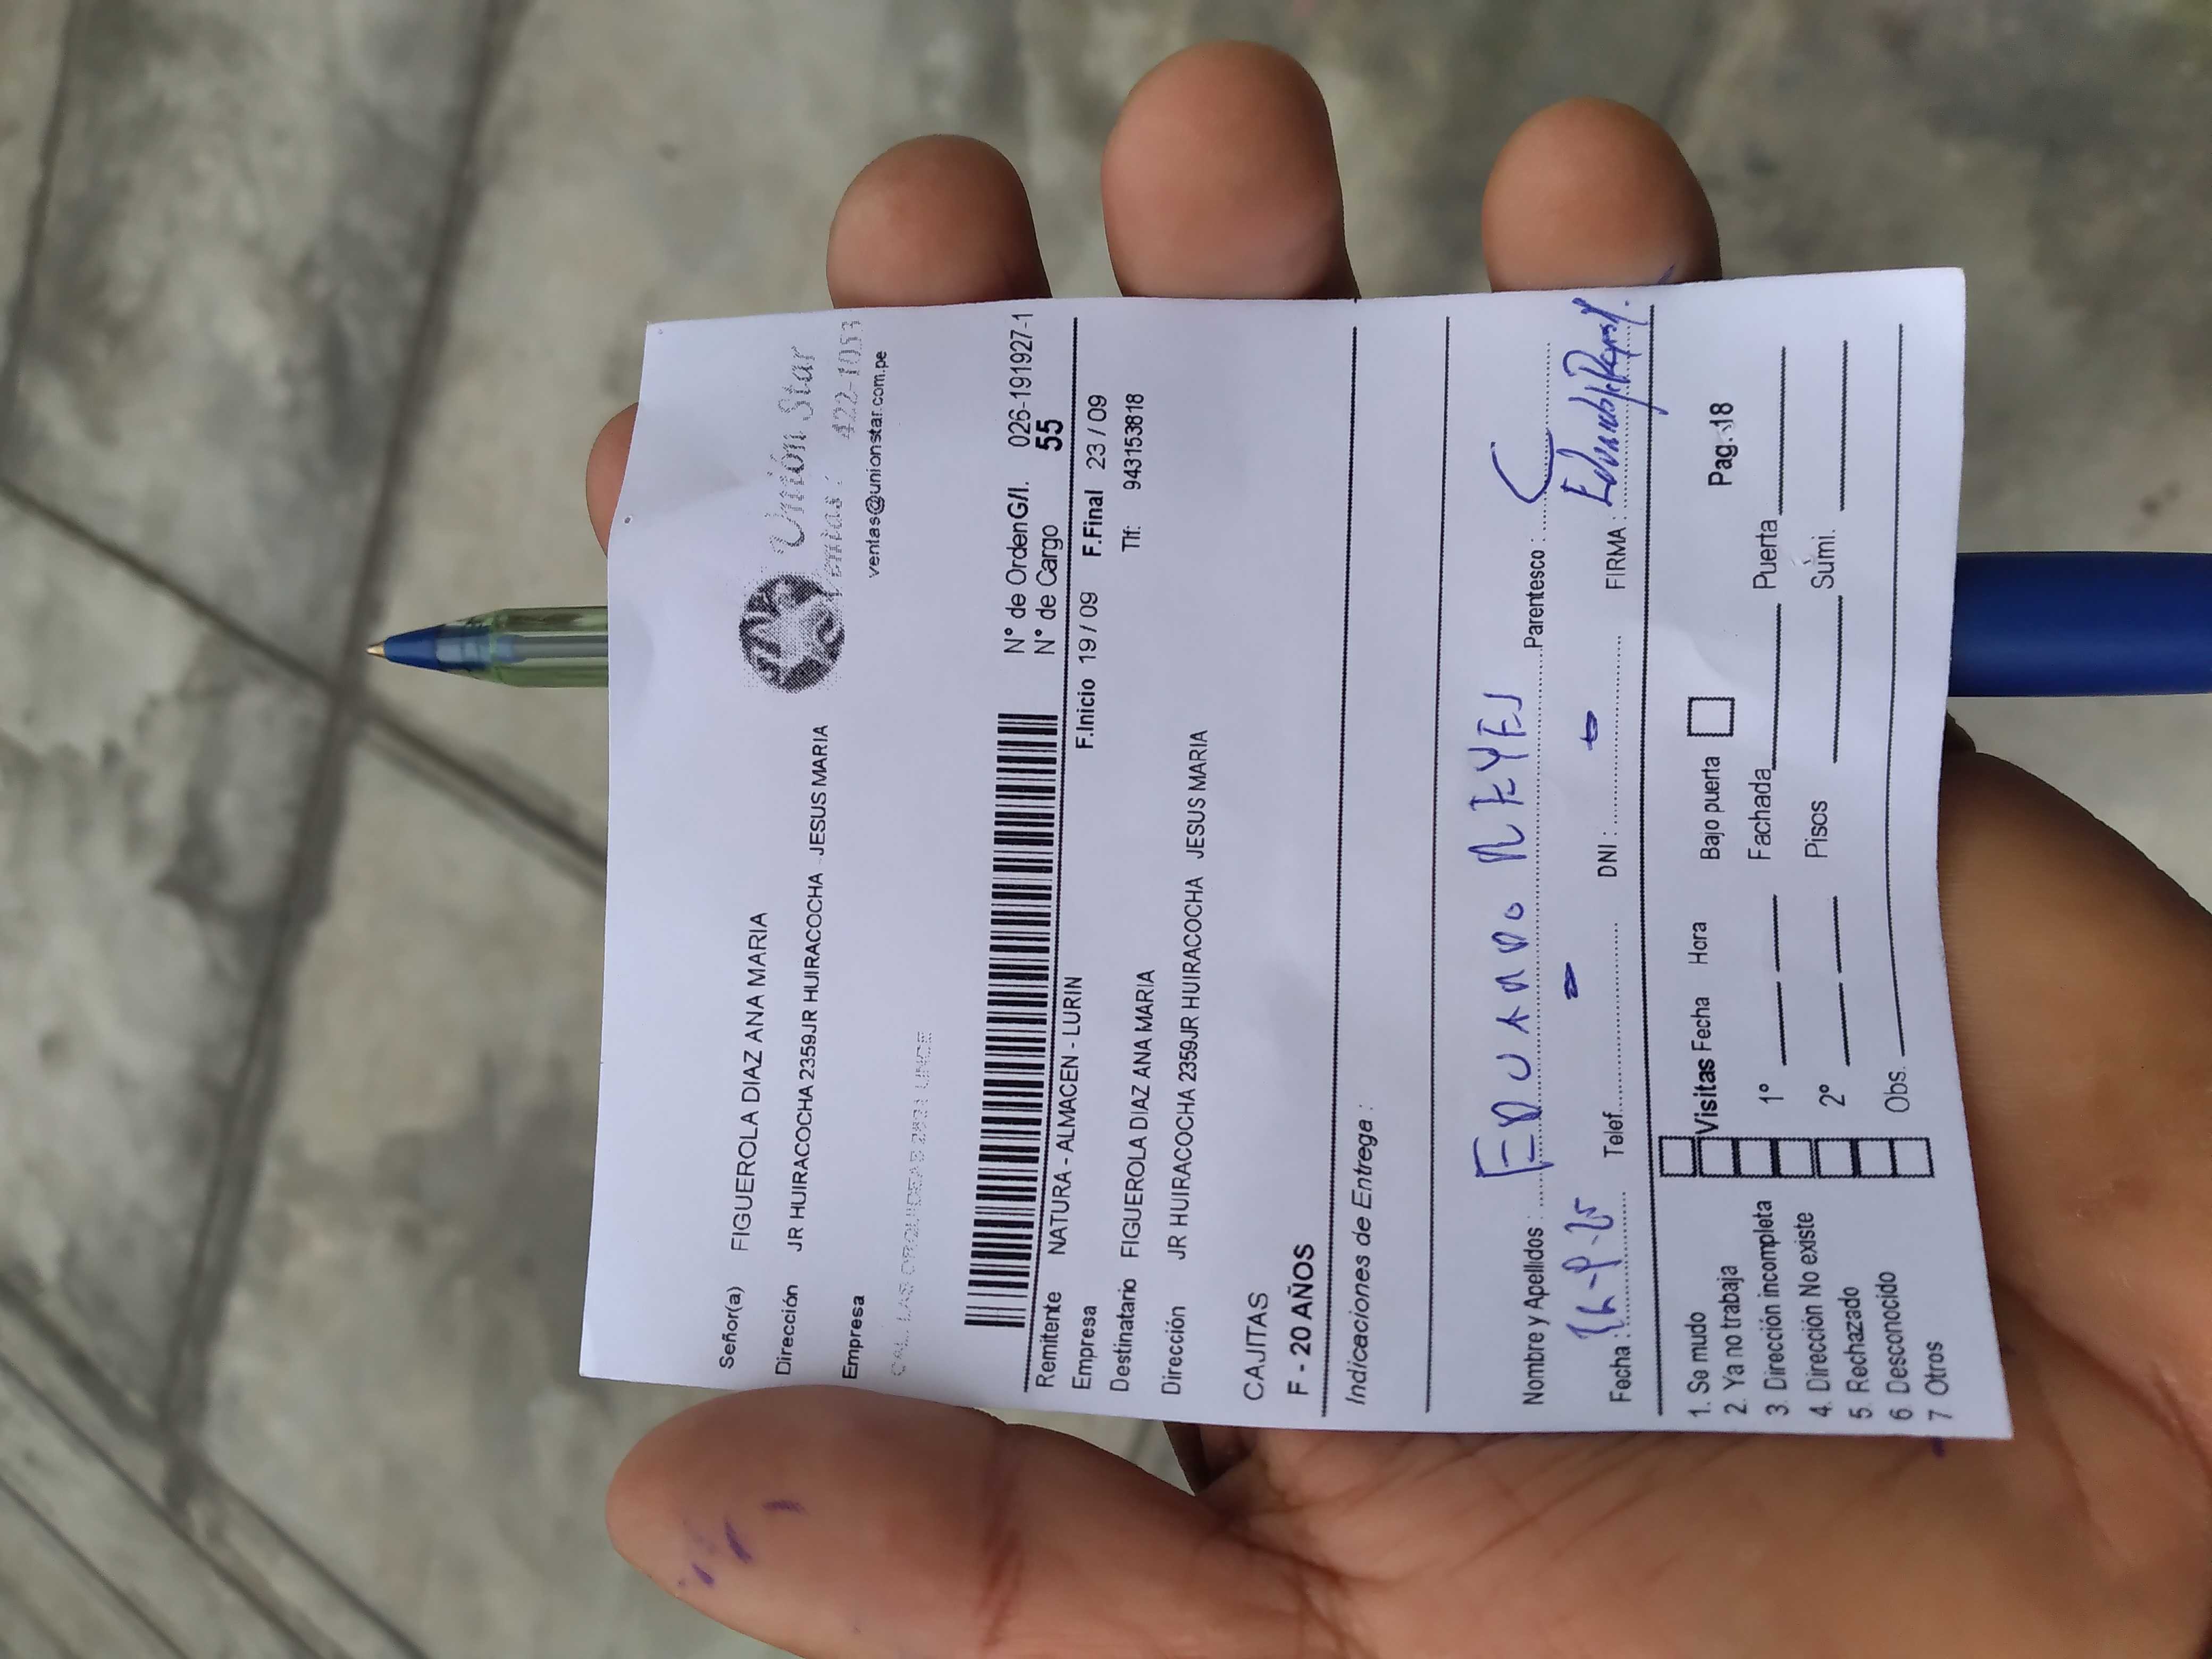 Señor(a) FIGUEROLA DIAZ ANA MARIA
Unión Star
Dirección JR HUIRACOCHA 2359JR HUIRACOCHA JESUS MARIA
Ventas: 422-1053
Empresa
ventas@unionstar.com.pe
N° de OrdenG/I. 026-191927-1
N° de Cargo 55
Remitente NATURA - ALMACEN - LURIN
F.Inicio 19 / 09 F.Final 23 / 09
Empresa
Destinatario FIGUEROLA DIAZ ANA MARIA
Tlf: 943153818
Dirección JR HUIRACOCHA 2359JR HUIRACOCHA JESUS MARIA
CAJITAS
F - 20 AÑOS
Indicaciones de Entrega :
Nombre y Apellidos : EDUARDO REYES Parentesco :
Fecha : Telef. DNI : FIRMA :
1. Se mudo
2. Ya no trabaja
3. Dirección incompleta
4. Dirección No existe
5. Rechazado
6 Desconocido
7 Otros
Visitas Fecha Hora Bajo puerta Pag. 18
1° Fachada Puerta
2° Pisos Sumi.
Obs.